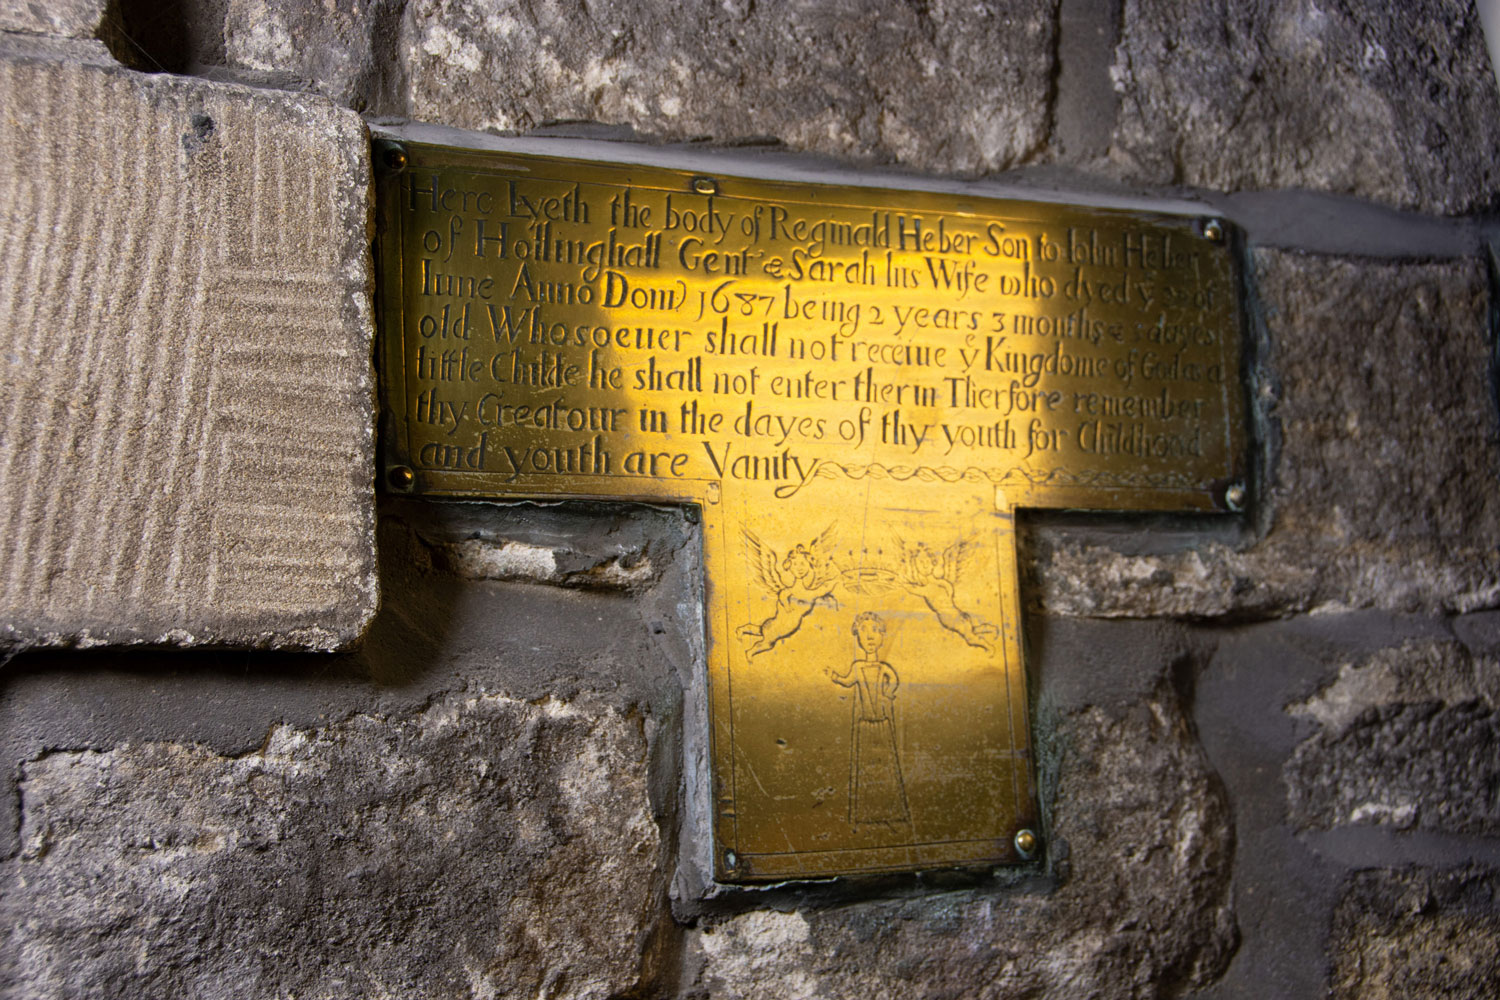 Here Lyeth the body of Reginald Heber Son to Iohn Heber
of Hollinghall Gent & Sarah his Wife who dyed yᵉ of
Iune Anno Dom) 1687 being 2 years 3 months & dayes
old Whosoeuer shall not receiue yᵉ Kingdome of God as a
little Childe he shall not enter therin Therfore remember
thy Creatour in the dayes of thy youth for Childhood
and youth are Vanity